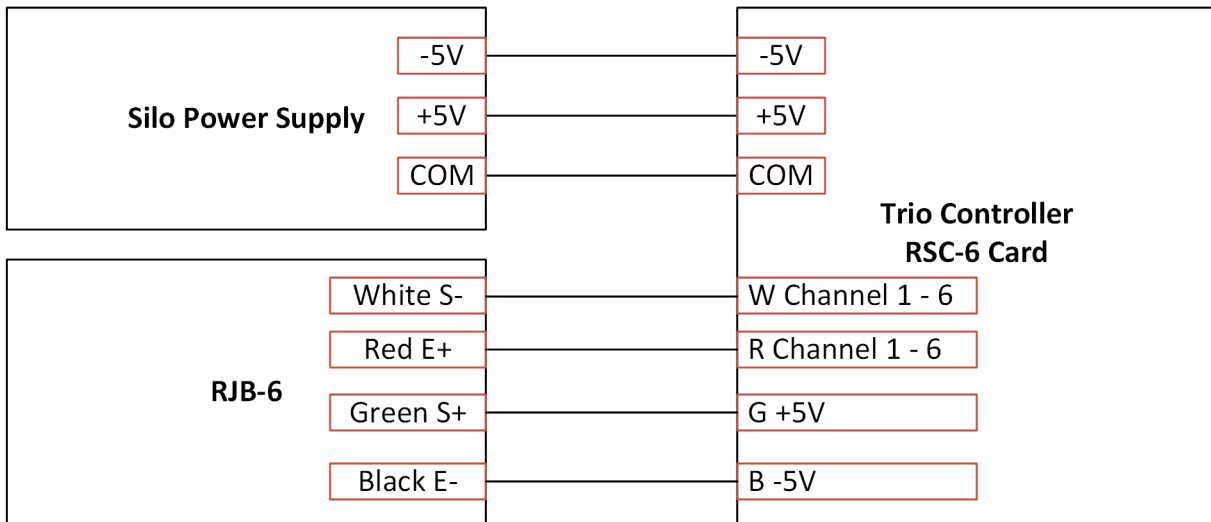 Silo Power Supply
-5V
+5V
COM
-5V
+5V
COM
Trio Controller
RSC-6 Card
RJB-6
White S-
Red E+
Green S+
Black E-
W Channel 1 - 6
R Channel 1 - 6
G +5V
B -5V